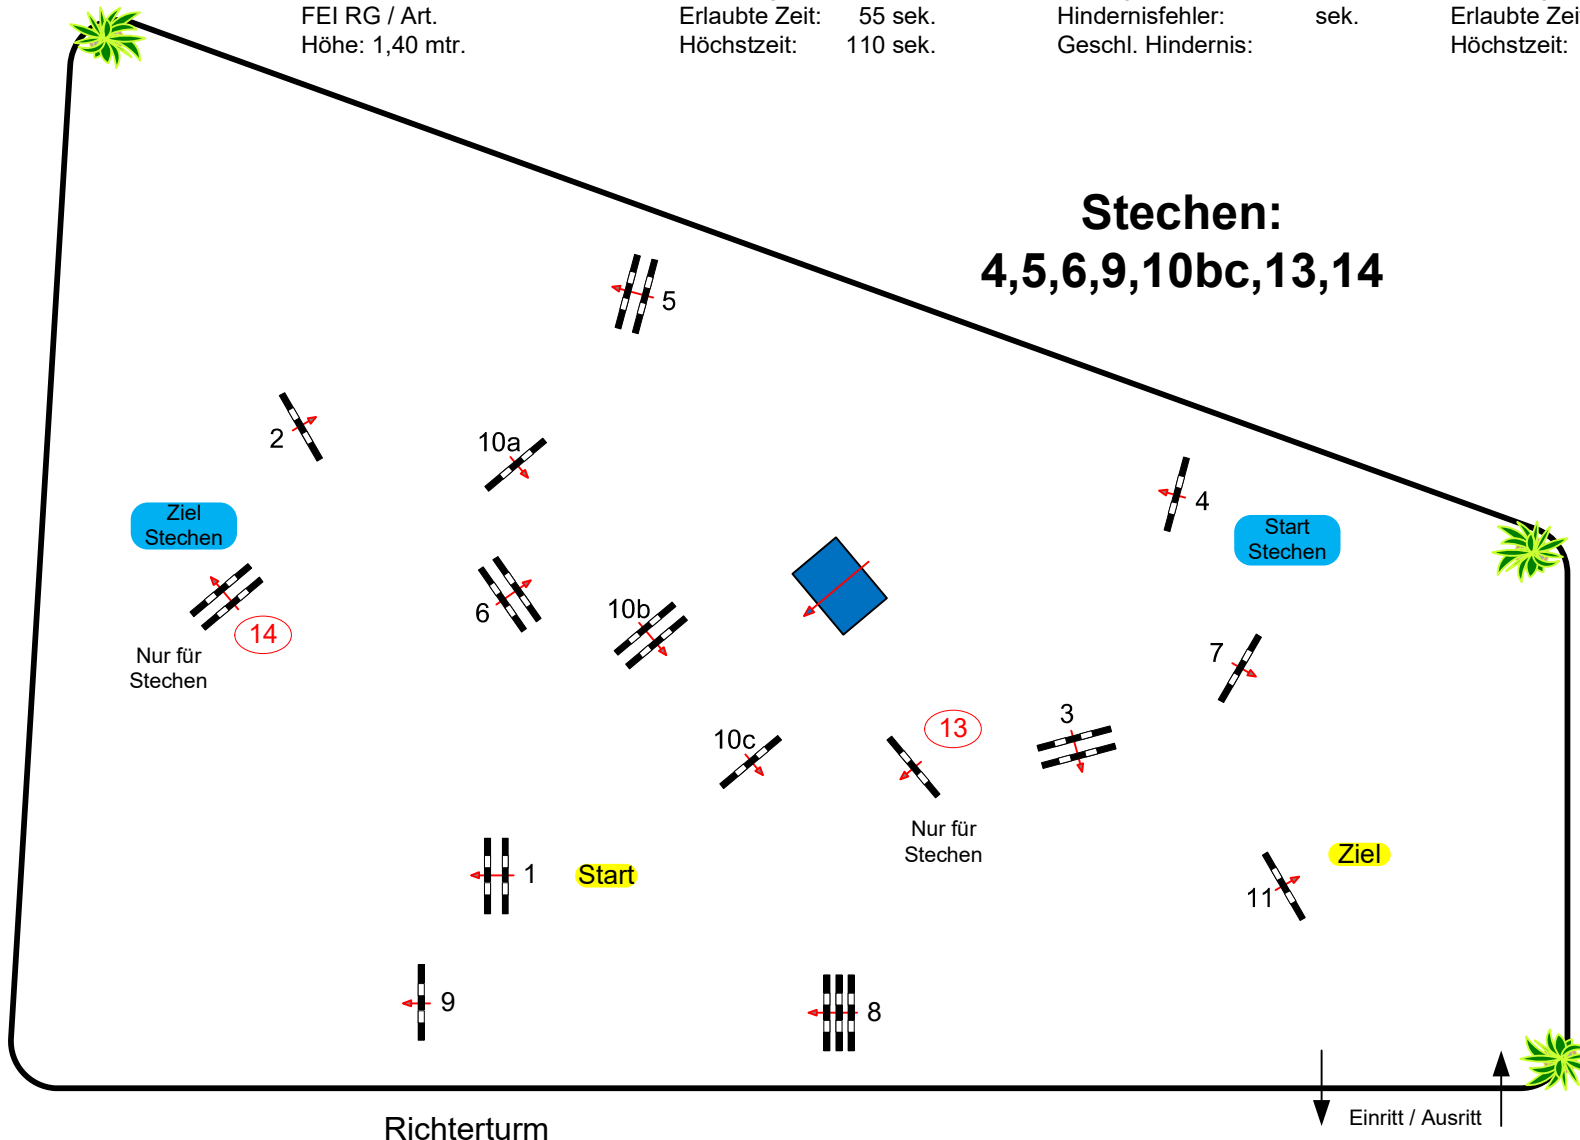 FEI RG / Art.
Höhe: 1,40 mtr.
Erlaubte Zeit: 55 sek.
Höchstzeit: 110 sek.
Hindernisfehler: sek.
Geschl. Hindernis:
Erlaubte Zei
Höchstzeit:
Stechen:
4,5,6,9,10bc,13,14
5
2
10a
4
Ziel
Stechen
Start
Stechen
6
10b
14
Nur für
Stechen
7
3
13
10c
Nur für
Stechen
1
Start
Ziel
11
9
8
Einritt / Ausritt
Richterturm